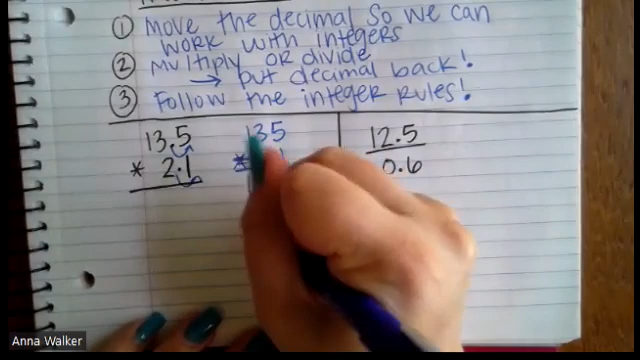 ① Move the decimal So we can
work with integers
② Multiply or divide
→ put decimal back!
③ Follow the integer Rules!
13.5
* 2.1
135
*
12.5
0.6
Anna Walker